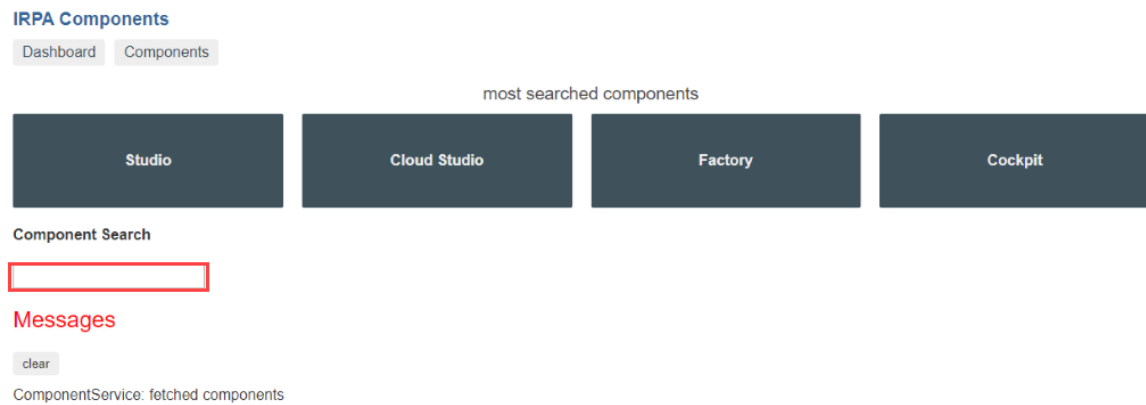 IRPA Components
Dashboard Components
most searched components
Studio Cloud Studio Factory Cockpit
Component Search
Messages
clear
ComponentService: fetched components